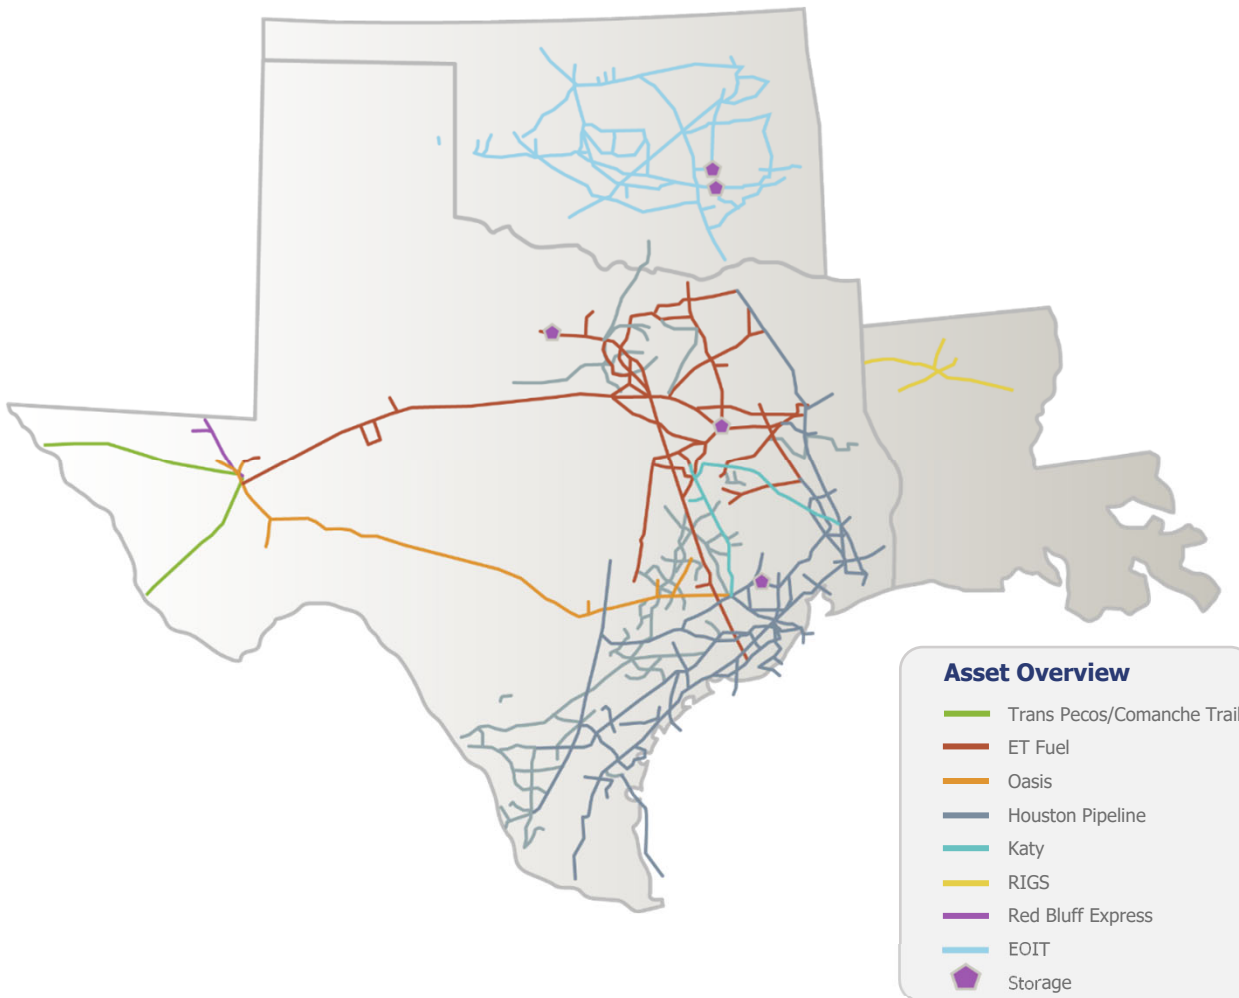 Asset Overview
Trans Pecos/Comanche Trail
ET Fuel
Oasis
Houston Pipeline
Katy
RIGS
Red Bluff Express
EOIT
Storage